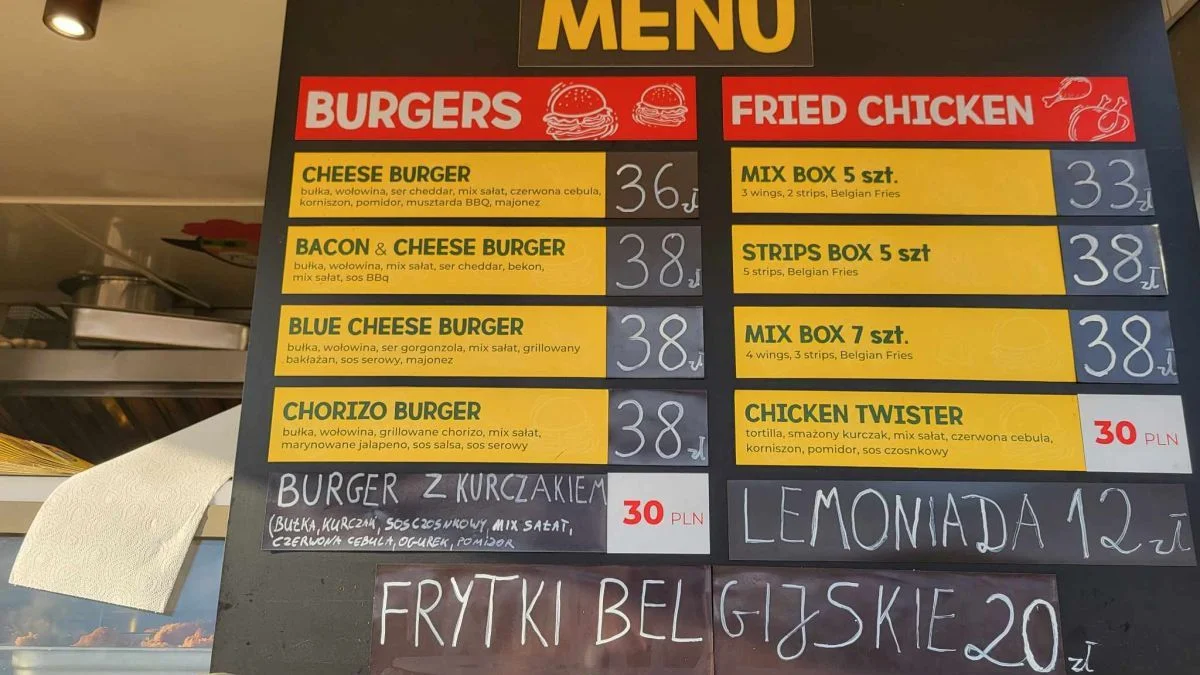 MENU
BURGERS
CHEESE BURGER
bułka, wołowina, ser cheddar, mix sałat, czerwona cebula,
korniszon, pomidor, musztarda BBQ, majonez
36 zł
BACON & CHEESE BURGER
bułka, wołowina, mix sałat, ser cheddar, bekon,
mix sałat, sos BBq
38 zł
BLUE CHEESE BURGER
bułka, wołowina, ser gorgonzola, mix sałat, grillowany
bakłażan, sos serowy, majonez
38 zł
CHORIZO BURGER
bułka, wołowina, grillowane chorizo, mix sałat,
marynowane jalapeno, sos salsa, sos serowy
38 zł
BURGER Z KURCZAKIEM
(BUŁKA, KURCZAK, SOS CZOSNKOWY, MIX SAŁAT,
CZERWONA CEBULA, OGUREK, POMIDOR
30 PLN
FRIED CHICKEN
MIX BOX 5 szt.
3 wings, 2 strips, Belgian Fries
33 zł
STRIPS BOX 5 szt
5 strips, Belgian Fries
38 zł
MIX BOX 7 szt.
4 wings, 3 strips, Belgian Fries
38 zł
CHICKEN TWISTER
tortilla, smażony kurczak, mix sałat, czerwona cebula,
korniszon, pomidor, sos czosnkowy
30 PLN
LEMONIADA 12 zł
FRYTKI BELGIJSKIE 20 zł